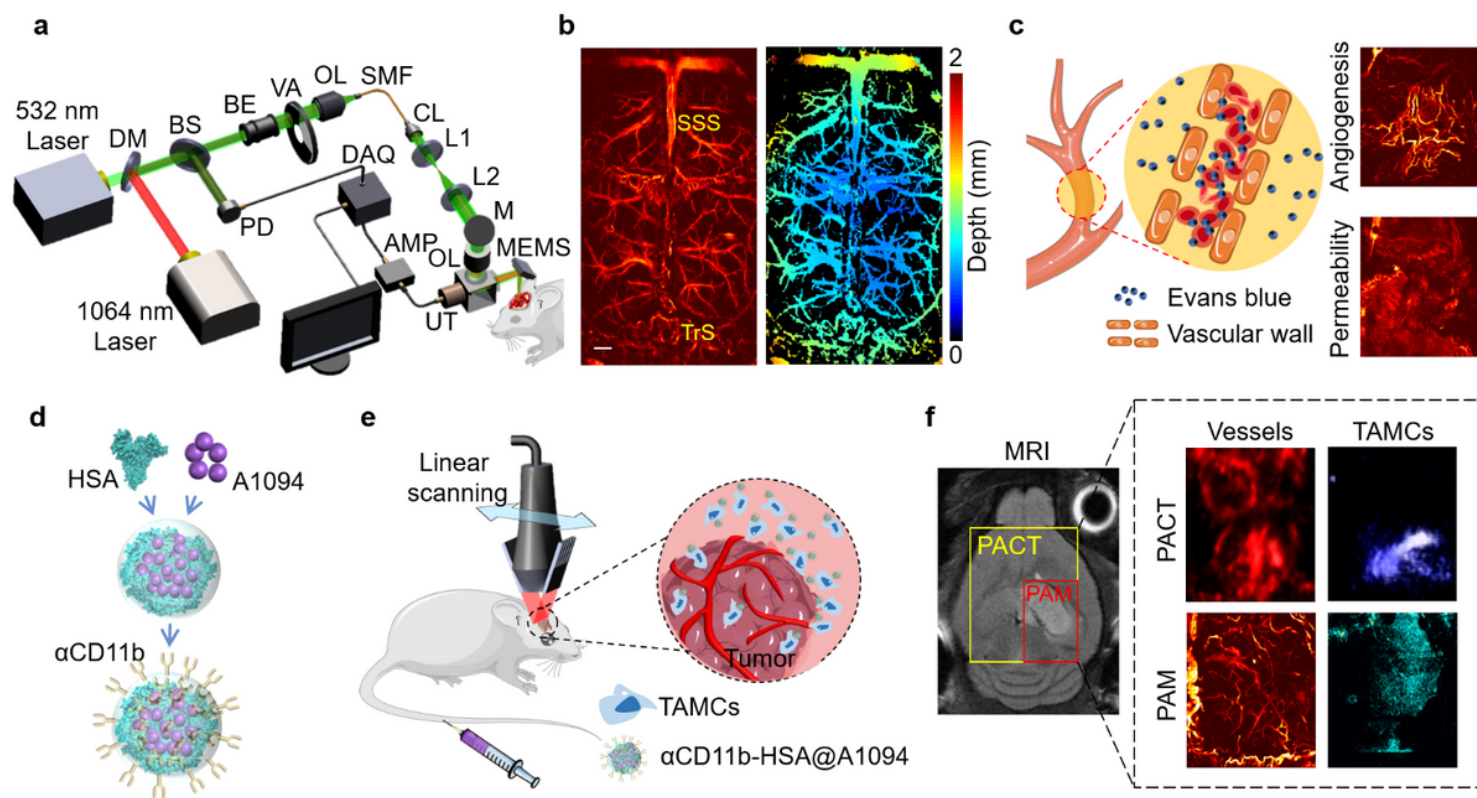 a
532 nm
Laser
DM
BS
BE
VA
OL
SMF
CL
L1
L2
M
DAQ
PD
AMP
OL
MEMS
UT
1064 nm
Laser
b
SSS
TrS
2
Depth (mm)
0
c
Evans blue
Vascular wall
Angiogenesis
Permeability
d
HSA
A1094
αCD11b
e
Linear
scanning
Tumor
TAMCs
αCD11b-HSA@A1094
f
MRI
PACT
PAM
Vessels
TAMCs
PACT
PAM